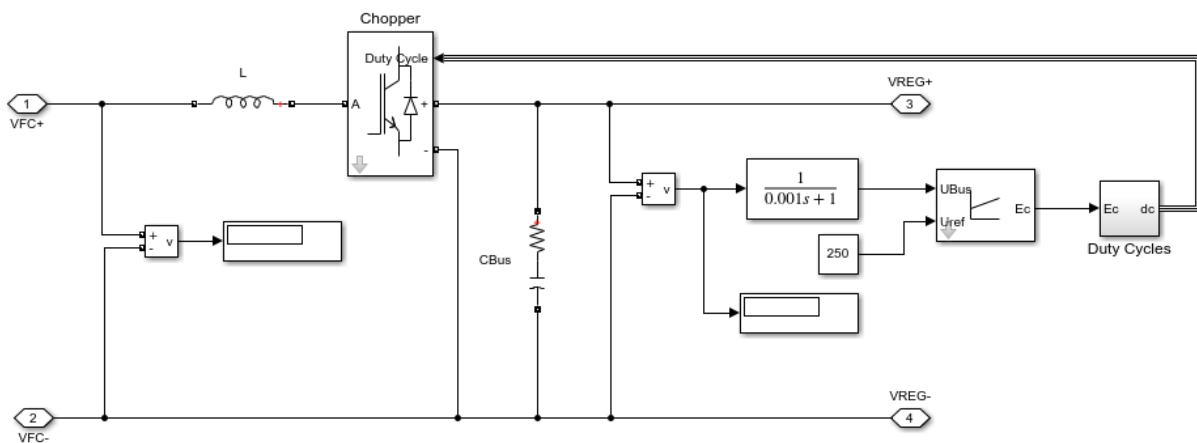 Chopper
Duty Cycle
L
A
+
-
1
VFC+
VREG+
3
+
-
v
1
0.001s + 1
UBus
Uref
Ec
Ec
dc
Duty Cycles
250
+
-
v
CBus
2
VFC-
VREG-
4